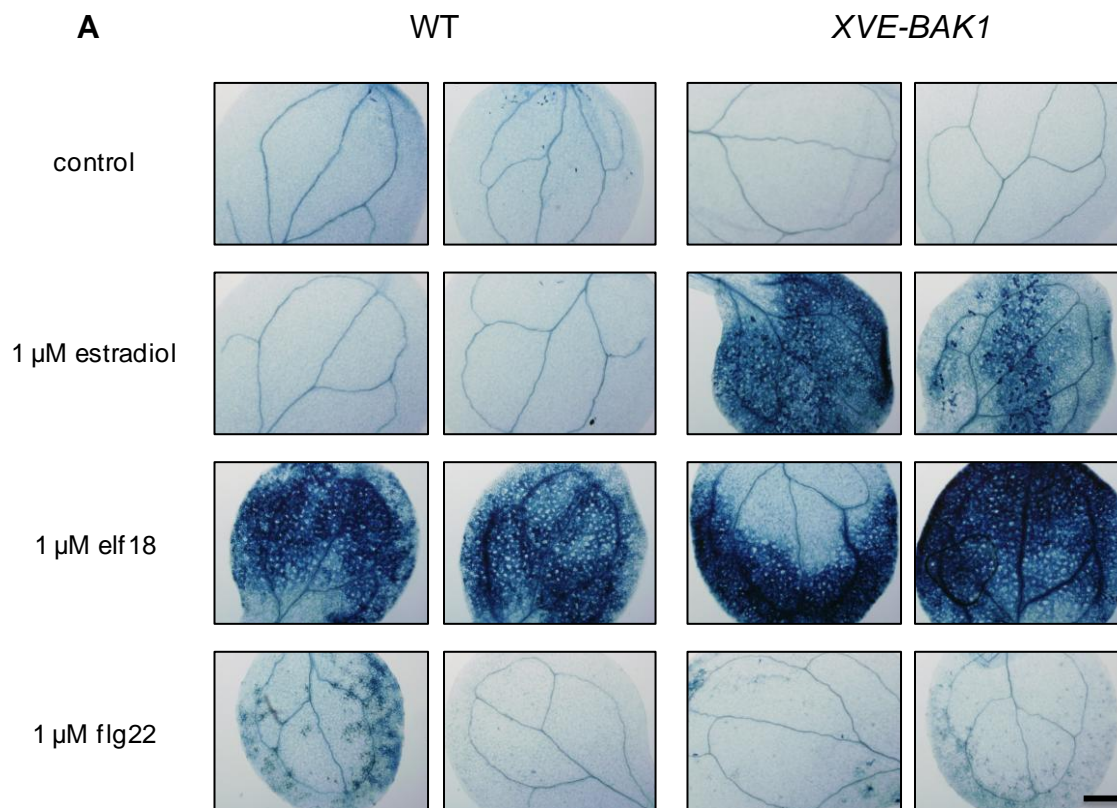 A WT XVE-BAK1
control
1 µM estradiol
1 µM elf18
1 µM flg22